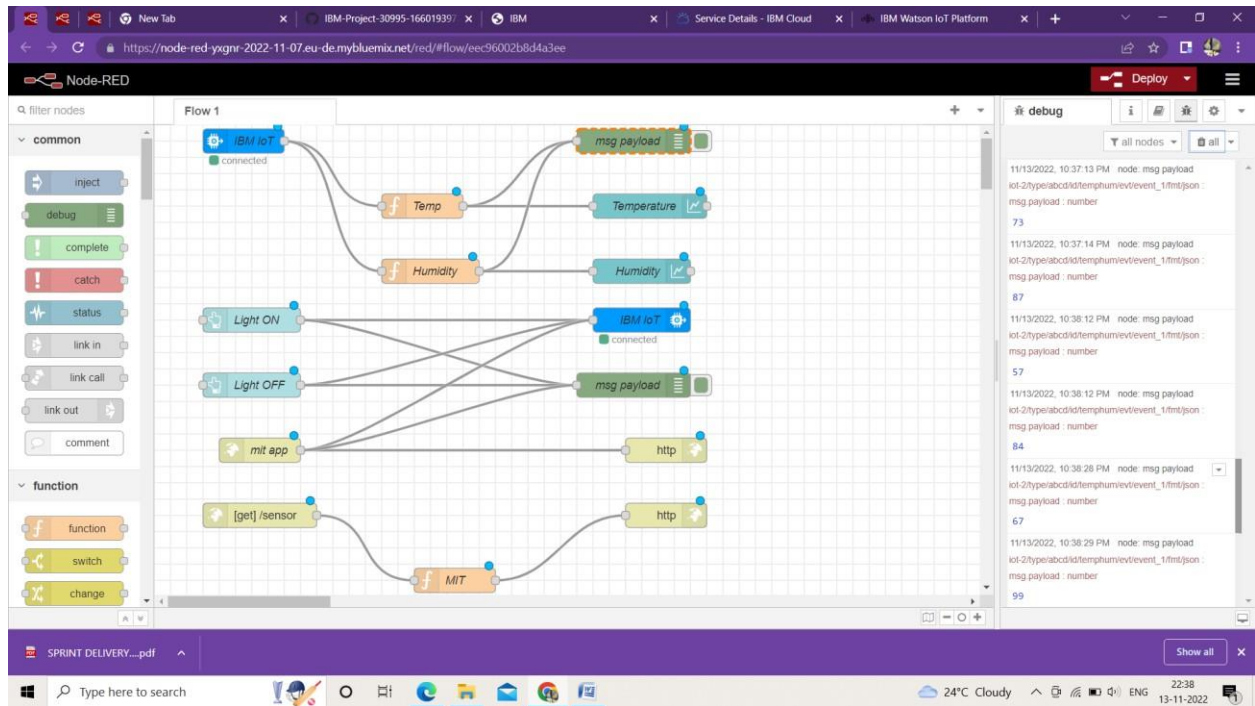 New Tab
IBM-Project-30995-16601939
IBM
Service Details - IBM Cloud
IBM Watson IoT Platform
https://node-red-yxgnr-2022-11-07.eu-de.mybluemix.net/red/#flow/eec96002b8d4a3ee
Node-RED
Deploy
filter nodes
Flow 1
debug
common
inject
debug
complete
catch
status
link in
link call
link out
comment
function
function
switch
change
IBM IoT
connected
msg payload
Temp
Temperature
Humidity
Humidity
Light ON
IBM IoT
connected
Light OFF
msg payload
mit app
http
[get] /sensor
http
MIT
all nodes
all
11/13/2022, 10:37:13 PM node: msg payload
iot-2/type/abcd/id/temphum/evt/event_1/fmt/json :
msg.payload : number
73
11/13/2022, 10:37:14 PM node: msg payload
iot-2/type/abcd/id/temphum/evt/event_1/fmt/json :
msg.payload : number
87
11/13/2022, 10:38:12 PM node: msg payload
iot-2/type/abcd/id/temphum/evt/event_1/fmt/json :
msg.payload : number
57
11/13/2022, 10:38:12 PM node: msg payload
iot-2/type/abcd/id/temphum/evt/event_1/fmt/json :
msg.payload : number
84
11/13/2022, 10:38:28 PM node: msg payload
iot-2/type/abcd/id/temphum/evt/event_1/fmt/json :
msg.payload : number
67
11/13/2022, 10:38:29 PM node: msg payload
iot-2/type/abcd/id/temphum/evt/event_1/fmt/json :
msg.payload : number
99
SPRINT DELIVERY....pdf
Show all
Type here to search
24°C Cloudy
ENG
22:38
13-11-2022